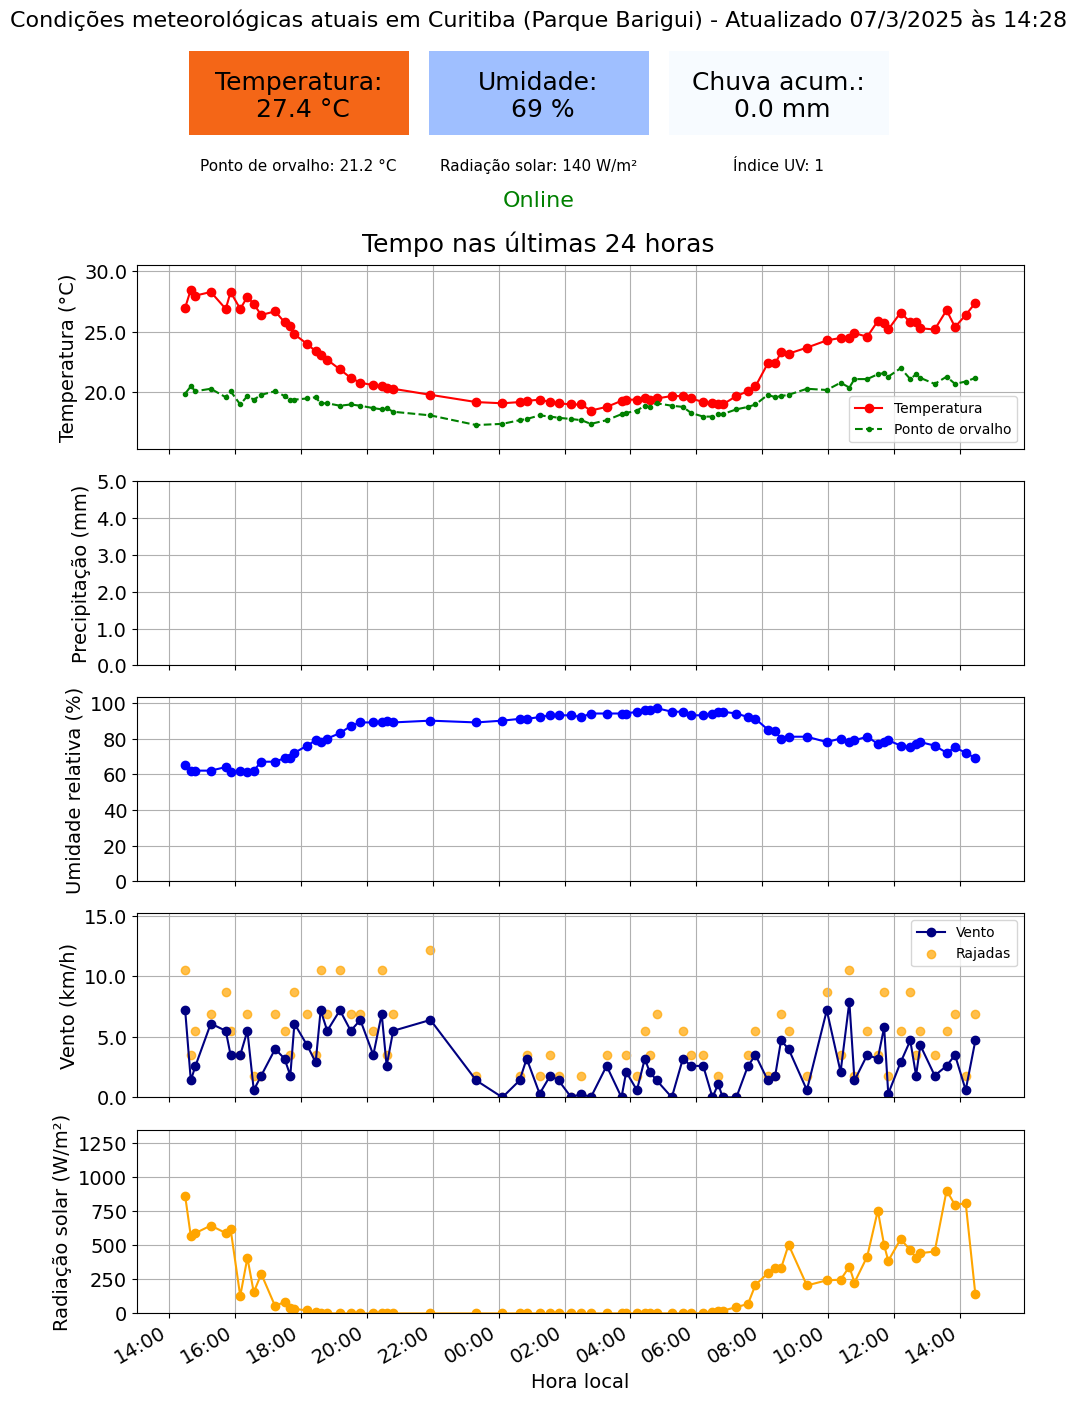 Condições meteorológicas atuais em Curitiba (Parque Barigui) - Atualizado 07/3/2025 às 14:28
Temperatura:
27.4 °C
Umidade:
69 %
Chuva acum.:
0.0 mm
Ponto de orvalho: 21.2 °C
Radiação solar: 140 W/m²
Índice UV: 1
Online
Tempo nas últimas 24 horas
Temperatura (°C)
30.0
25.0
20.0
Temperatura
Ponto de orvalho
Precipitação (mm)
5.0
4.0
3.0
2.0
1.0
0.0
Umidade relativa (%)
100
80
60
40
20
0
Vento (km/h)
15.0
10.0
5.0
0.0
Vento
Rajadas
Radiação solar (W/m²)
1250
1000
750
500
250
0
14:00
16:00
18:00
20:00
22:00
00:00
02:00
04:00
06:00
08:00
10:00
12:00
14:00
Hora local